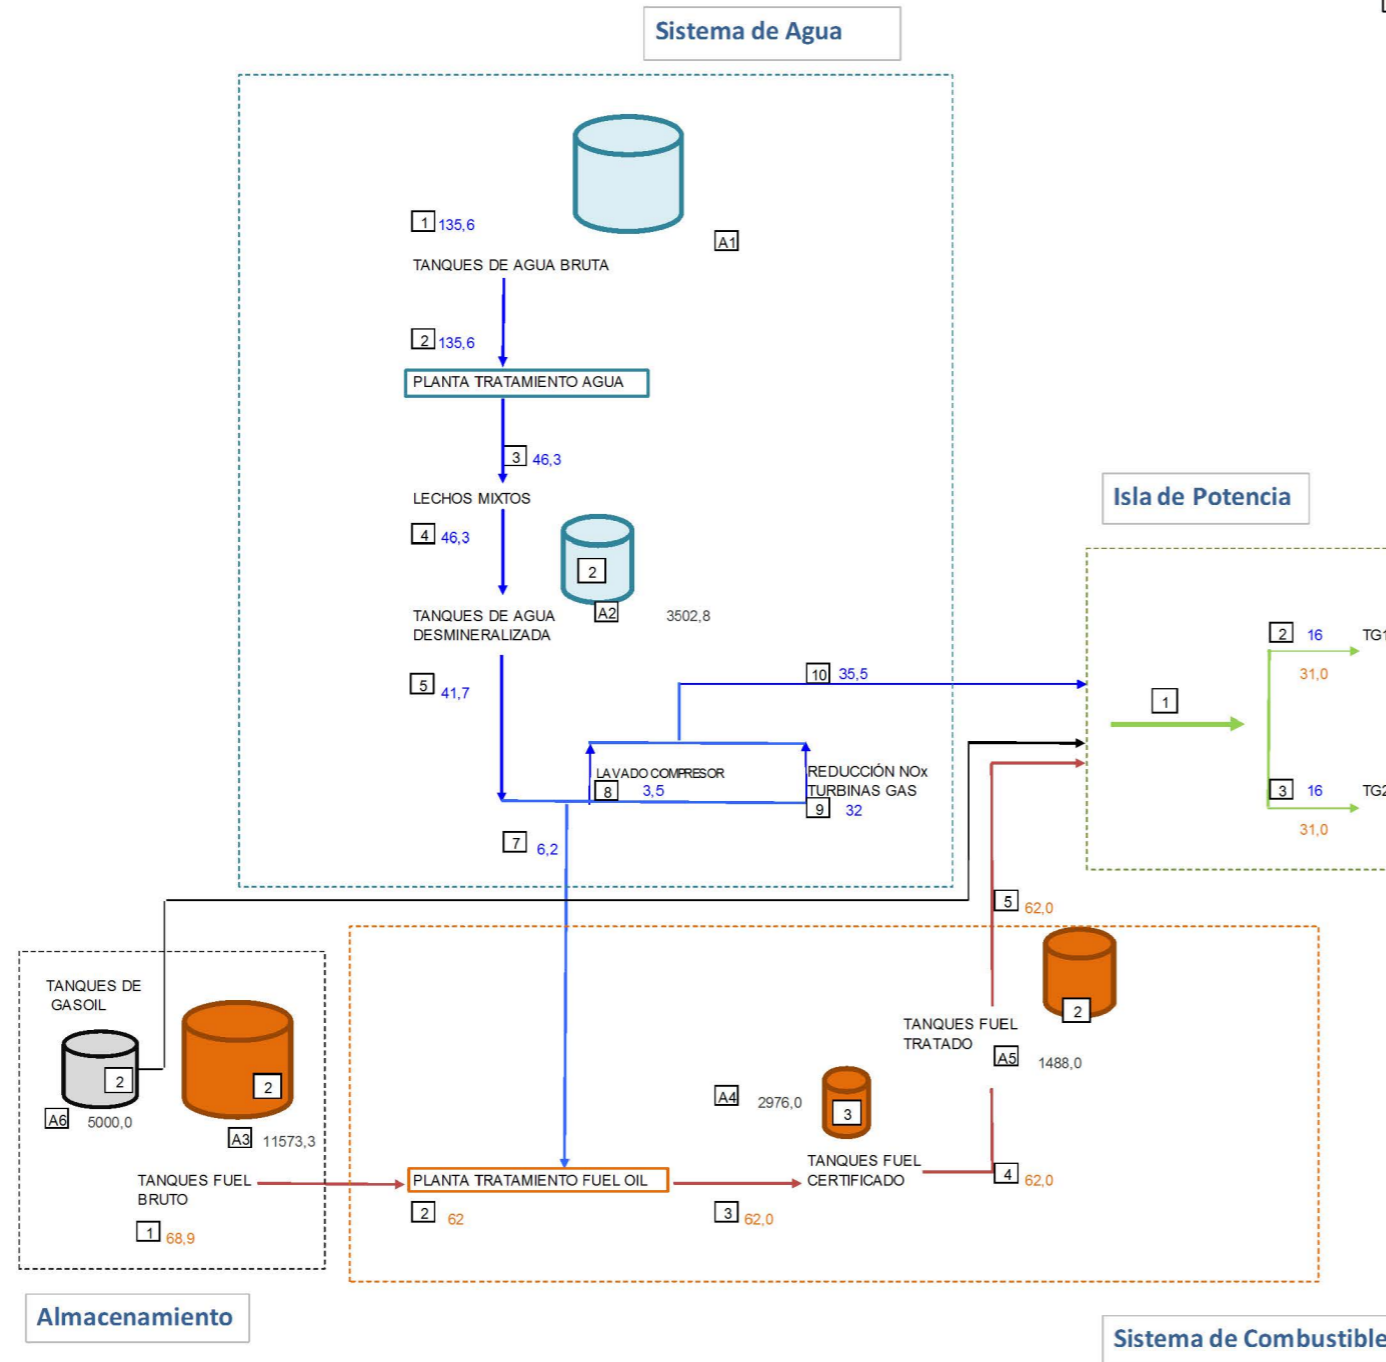 Sistema de Agua
1 135,6
A1
TANQUES DE AGUA BRUTA
2 135,6
PLANTA TRATAMIENTO AGUA
3 46,3
LECHOS MIXTOS
4 46,3
2
TANQUES DE AGUA
DESMINERALIZADA
A2 3502,8
5 41,7
10 35,5
LAVADO COMPRESOR
8 3,5
REDUCCIÓN NOx
TURBINAS GAS
9 32
7 6,2
Isla de Potencia
1
2 16 TG1
31,0
3 16 TG2
31,0
5 62,0
TANQUES DE
GASOIL
2
2
A6 5000,0
A3 11573,3
TANQUES FUEL
BRUTO
1 68,9
2
TANQUES FUEL
TRATADO
A5 1488,0
A4 2976,0
3
PLANTA TRATAMIENTO FUEL OIL
2 62
3 62,0
TANQUES FUEL
CERTIFICADO
4 62,0
Almacenamiento
Sistema de Combustible